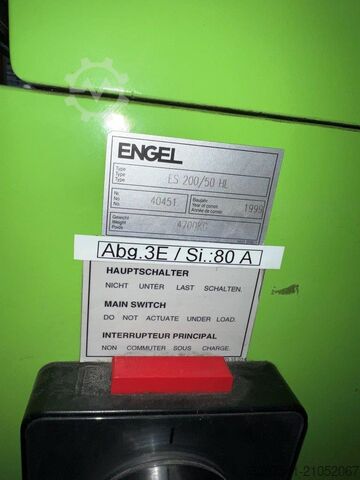 ENGEL
Type
Type
Type
ES 200/50 HL
Nr.
No.
No.
40451
Baujahr
Year of constr.
Année de constr.
1995
Gewicht
Weight
Poids
4700KG
Abg.3E / Si.:80 A
HAUPTSCHALTER
NICHT UNTER LAST SCHALTEN.
MAIN SWITCH
DO NOT ACTUATE UNDER LOAD.
INTERRUPTEUR PRINCIPAL
NON COMMUTER SOUS CHARGE.